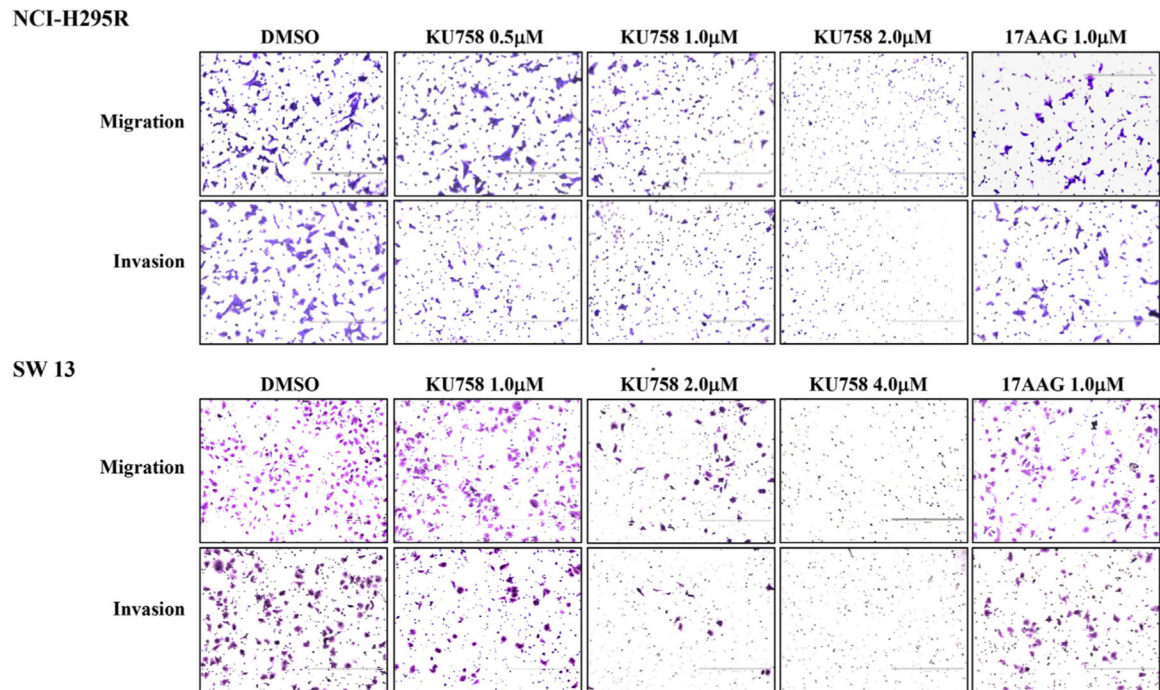 NCI-H295R
DMSO KU758 0.5μM KU758 1.0μM KU758 2.0μM 17AAG 1.0μM
Migration
Invasion
SW 13
DMSO KU758 1.0μM KU758 2.0μM KU758 4.0μM 17AAG 1.0μM
Migration
Invasion